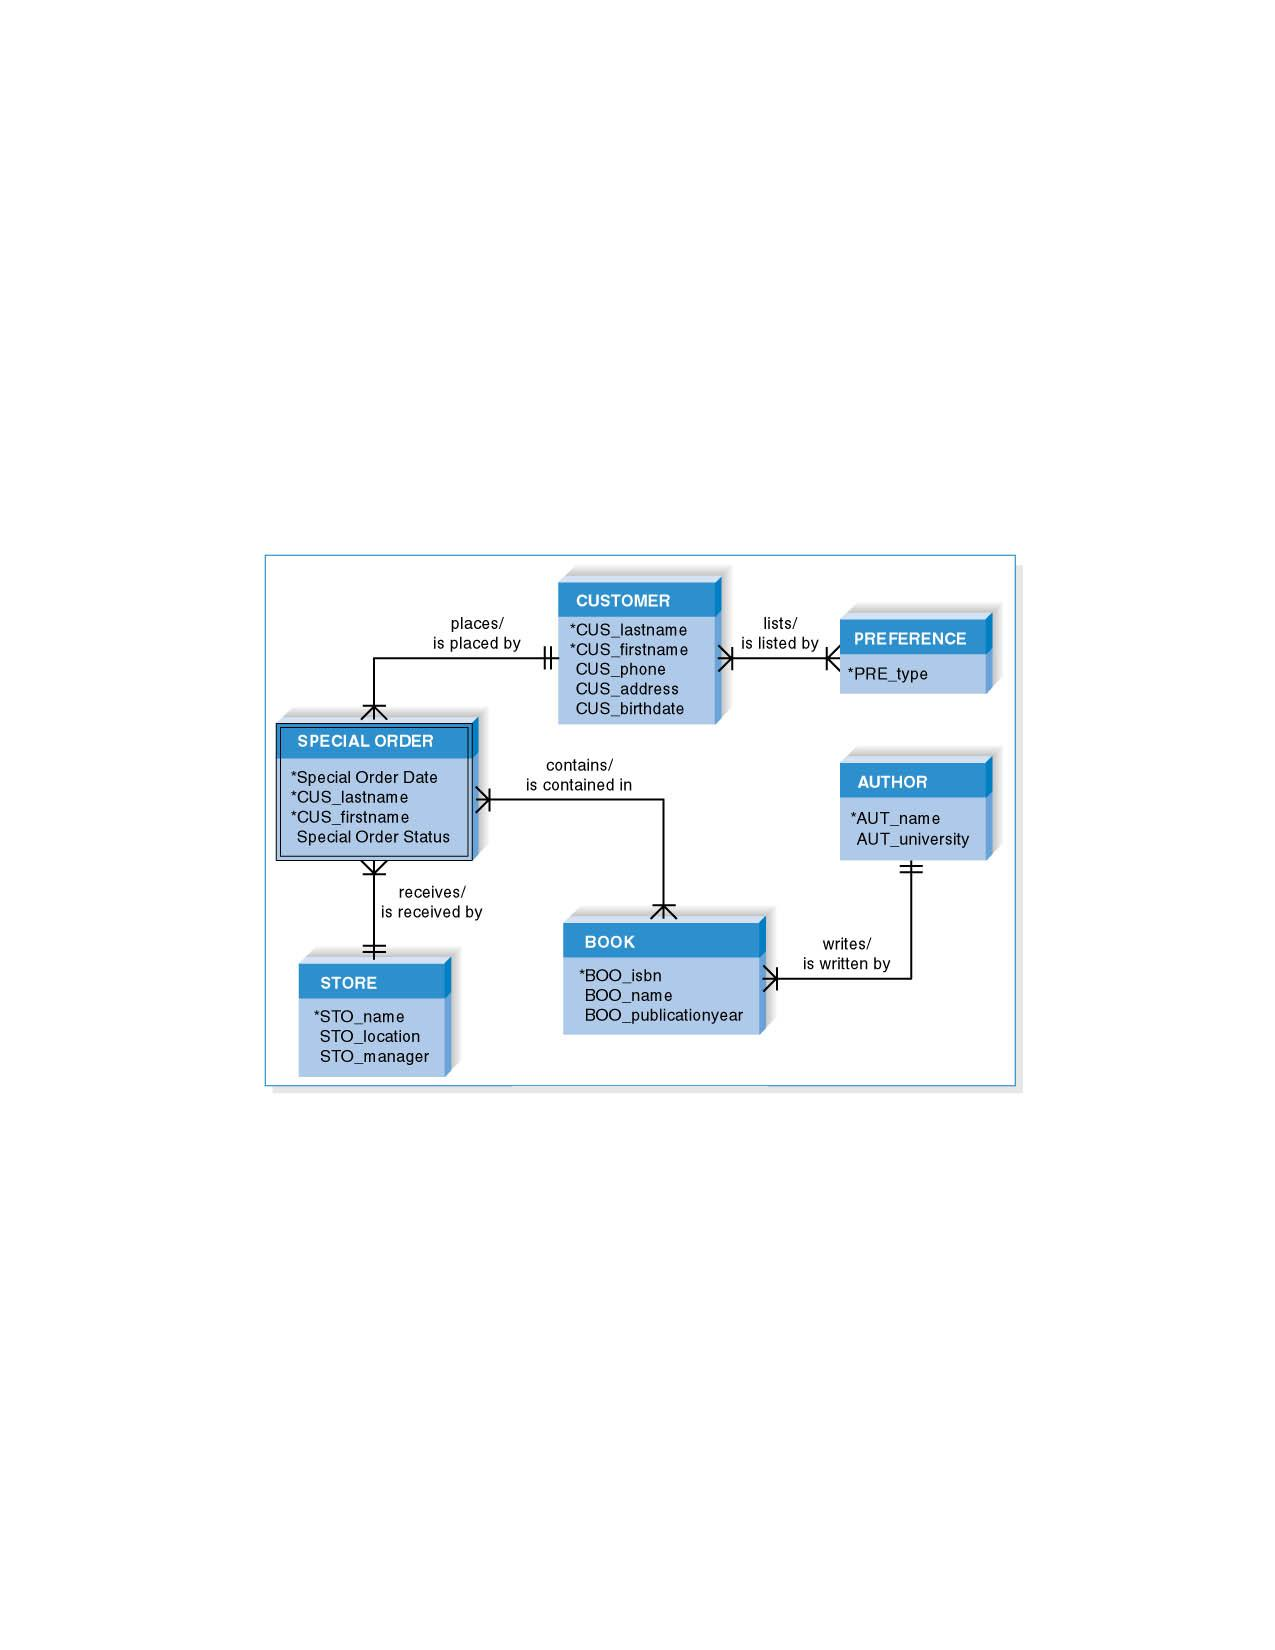 CUSTOMER
*CUS_lastname
*CUS_firstname
CUS_phone
CUS_address
CUS_birthdate
places/
is placed by
lists/
is listed by
PREFERENCE
*PRE_type
SPECIAL ORDER
*Special Order Date
*CUS_lastname
*CUS_firstname
Special Order Status
contains/
is contained in
AUTHOR
*AUT_name
AUT_university
receives/
is received by
BOOK
*BOO_isbn
BOO_name
BOO_publicationyear
writes/
is written by
STORE
*STO_name
STO_location
STO_manager